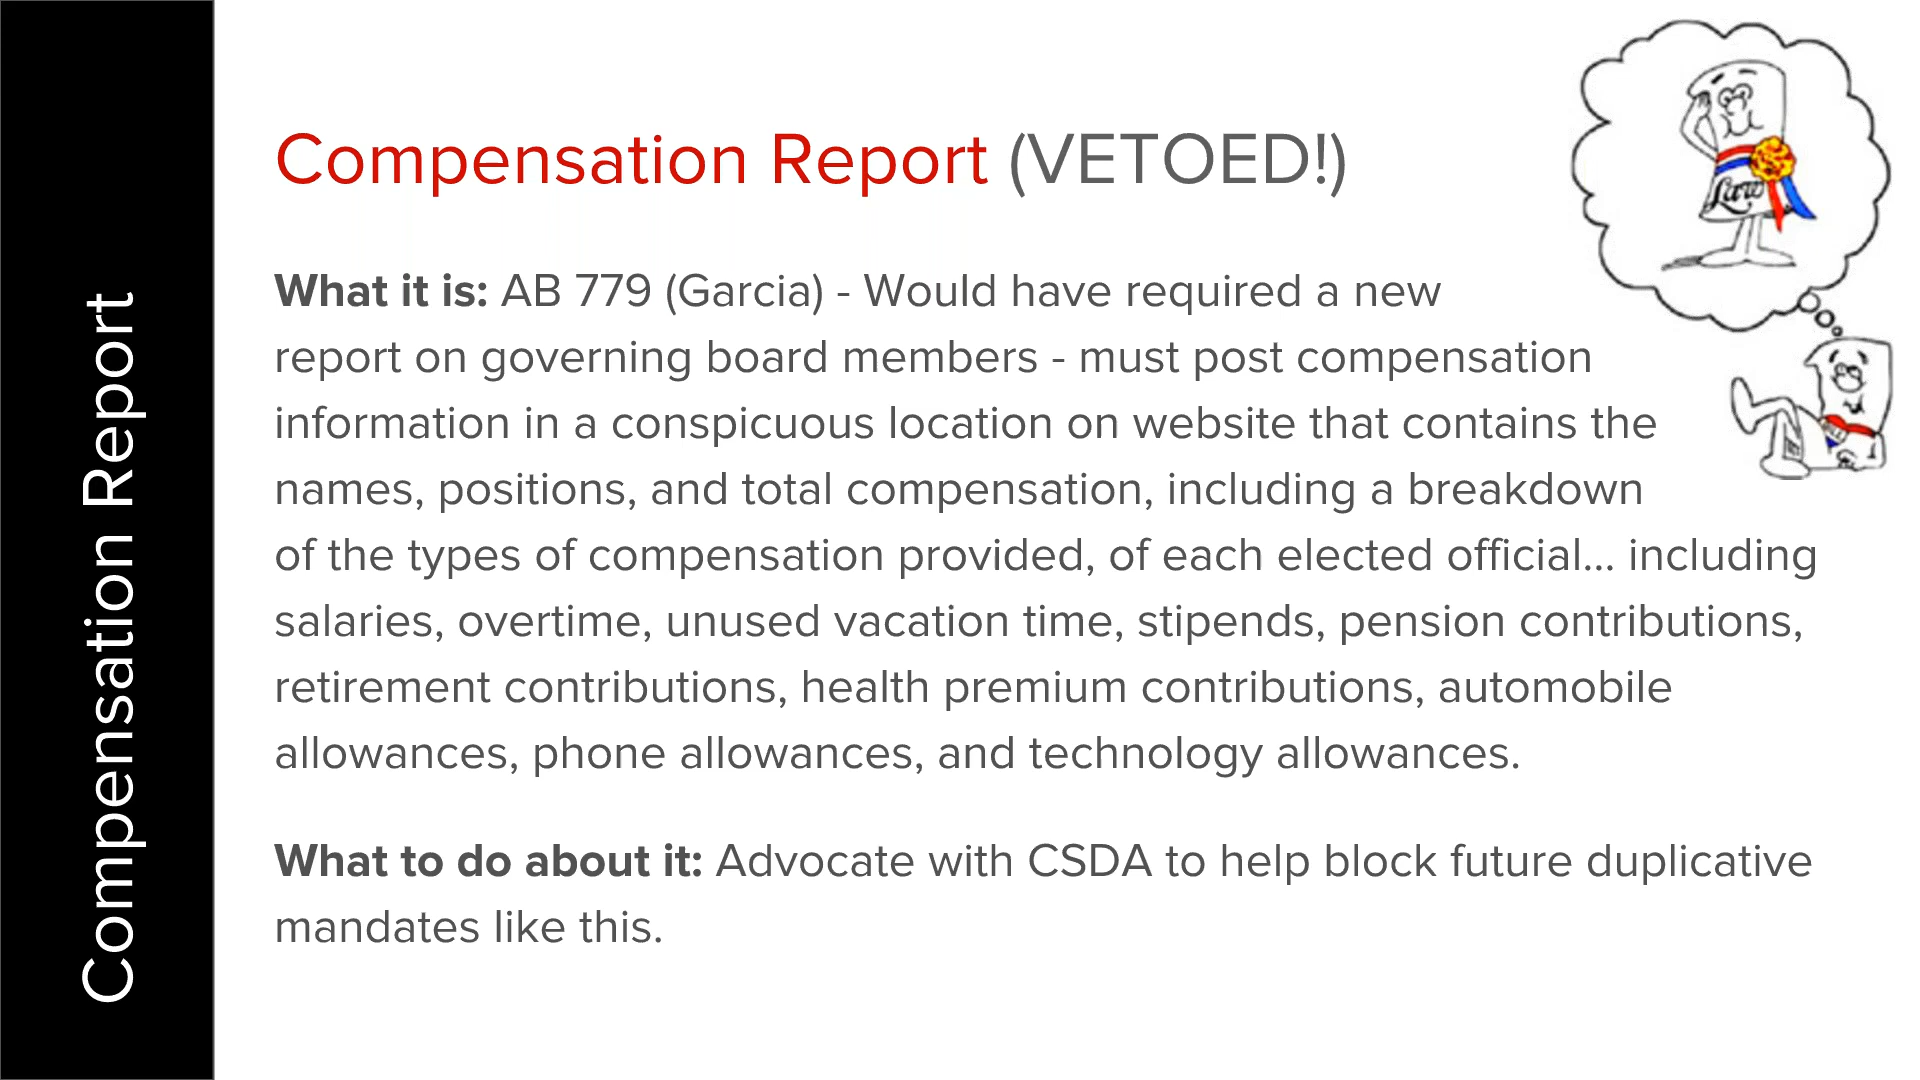 Compensation Report
Compensation Report (VETOED!)
What it is: AB 779 (Garcia) - Would have required a new
report on governing board members - must post compensation
information in a conspicuous location on website that contains the
names, positions, and total compensation, including a breakdown
of the types of compensation provided, of each elected official... including
salaries, overtime, unused vacation time, stipends, pension contributions,
retirement contributions, health premium contributions, automobile
allowances, phone allowances, and technology allowances.
What to do about it: Advocate with CSDA to help block future duplicative
mandates like this.
Law